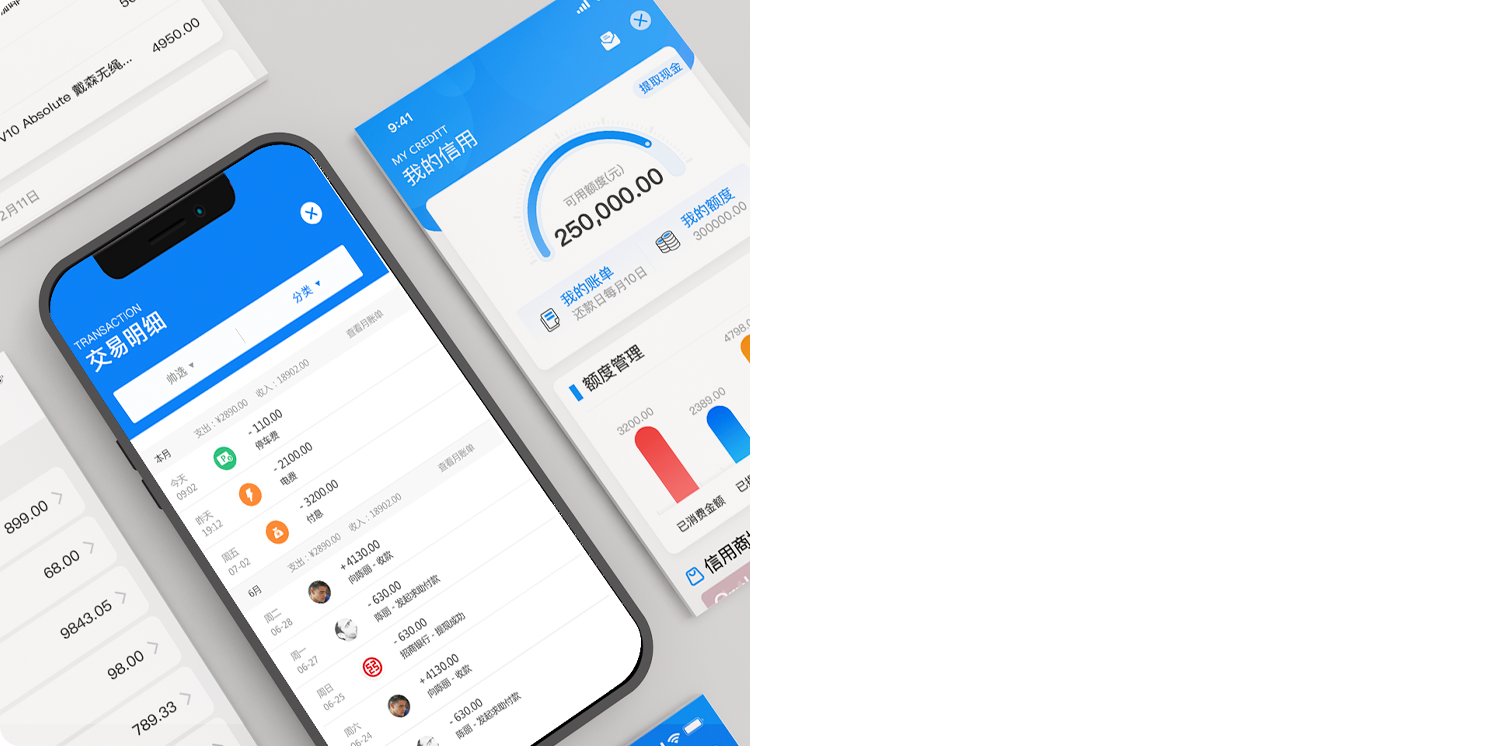 4950.00
V10 Absolute 戴森无绳...
2月11日
899.00
68.00
9843.05
98.00
789.33
TRANSACTION
交易明细
帅选 ▼
分类 ▼
本月
支出：¥2890.00
收入：18902.00
查看月账单
今天
09:02
- 110.00
停车费
昨天
19:12
- 2100.00
电费
周五
07-02
- 3200.00
付息
6月
支出：¥2890.00
收入：18902.00
查看月账单
周二
06-28
+ 4130.00
向陈丽 - 收款
周一
06-27
- 630.00
陈丽 - 发起求助付款
周日
06-25
- 630.00
招商银行 - 提现成功
周六
06-24
+ 4130.00
向陈丽 - 收款
- 630.00
陈丽 - 发起求助付款
9:41
MY CREDITT
我的信用
提取现金
可用额度(元)
250,000.00
我的账单
还款日每月10日
我的额度
300000.00
额度管理
3200.00
2389.00
4798.0
已消费金额
信用商